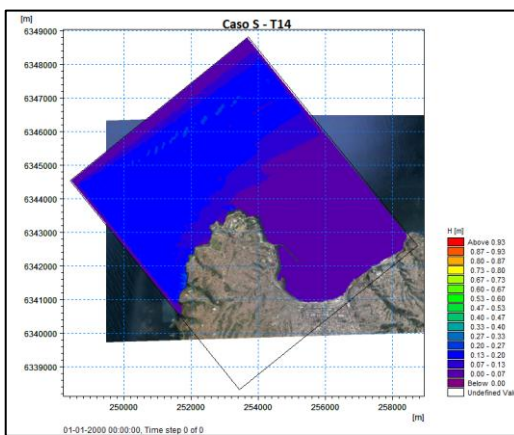 Caso S - T14
[m]
6349000
6348000
6347000
6346000
6345000
6344000
6343000
6342000
6341000
6340000
6339000
250000
252000
254000
256000
258000
[m]
H [m]
Above 0.93
0.87 - 0.93
0.80 - 0.87
0.73 - 0.80
0.67 - 0.73
0.60 - 0.67
0.53 - 0.60
0.47 - 0.53
0.40 - 0.47
0.33 - 0.40
0.27 - 0.33
0.20 - 0.27
0.13 - 0.20
0.07 - 0.13
0.00 - 0.07
Below 0.00
Undefined Val
01-01-2000 00:00:00, Time step 0 of 0